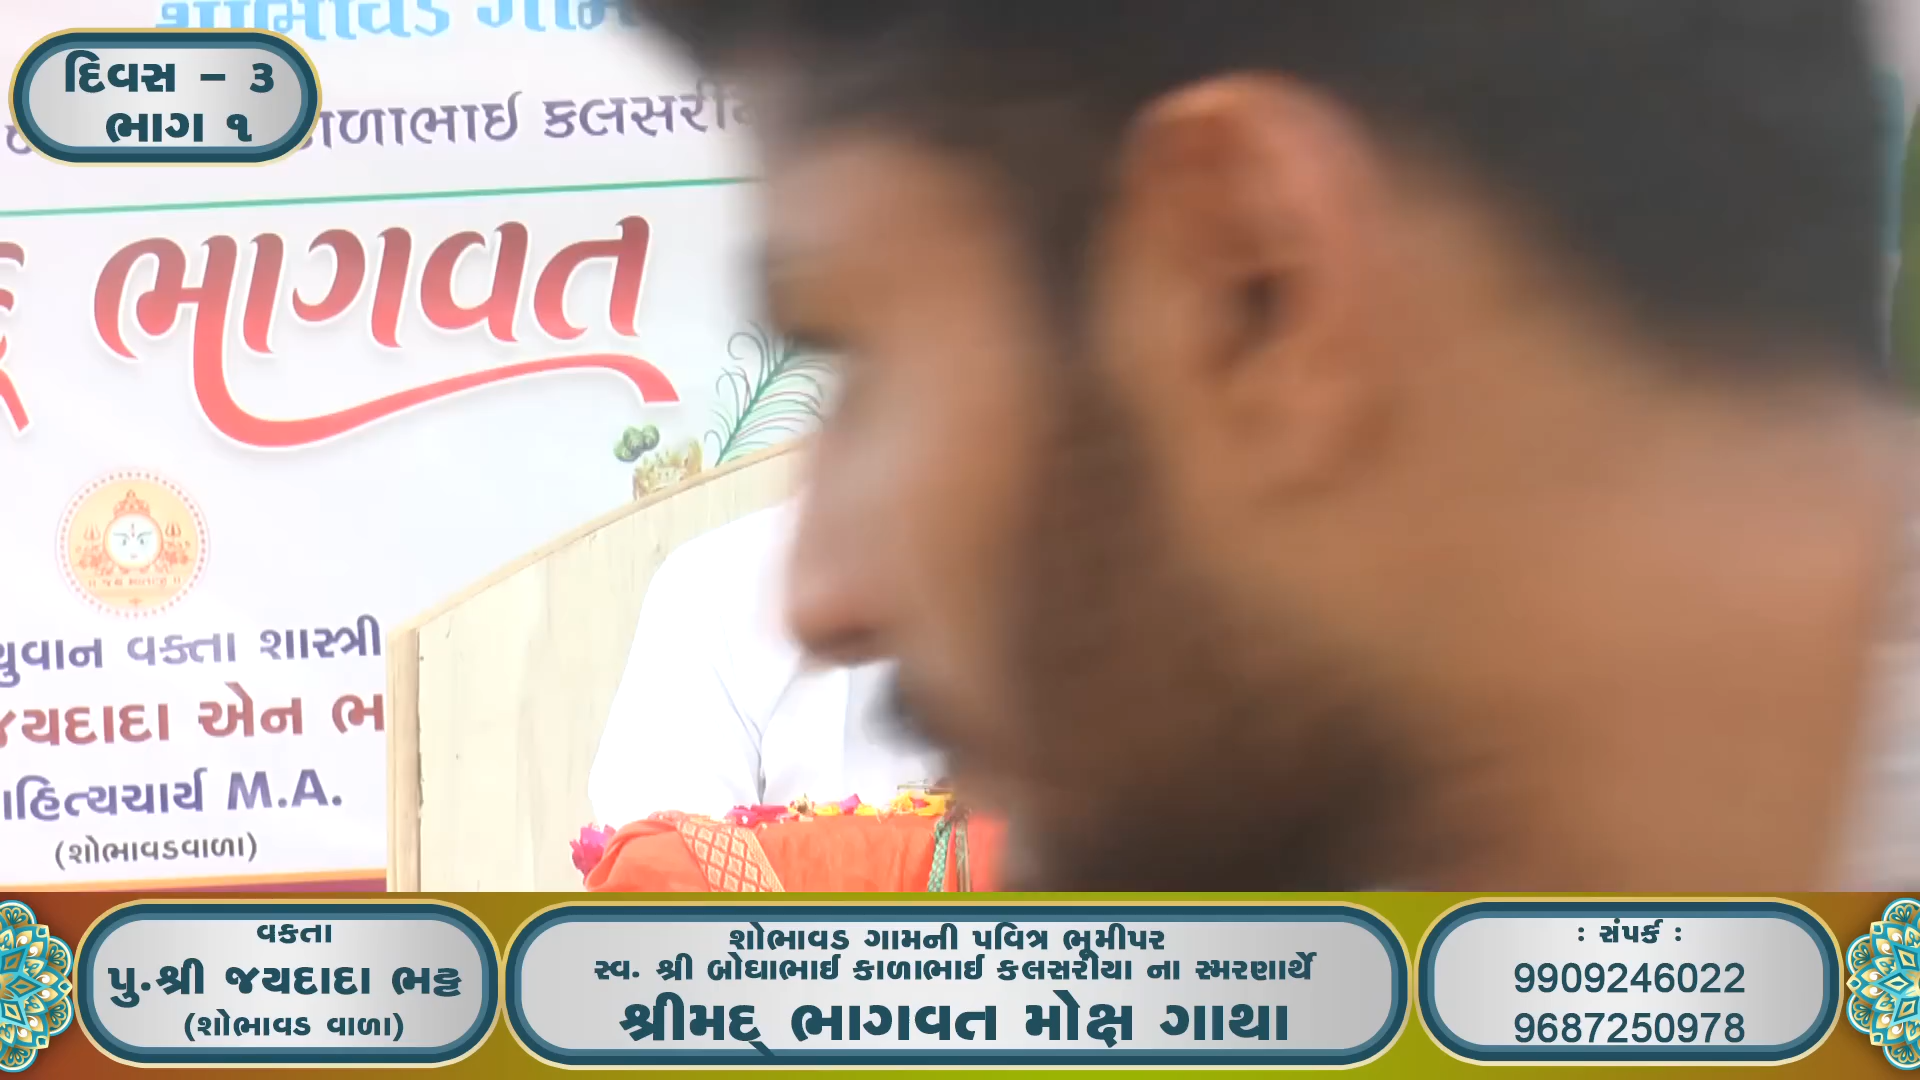 શોભાવડ ગામ
દિવસ – ૩
ભાગ ૧
કાળાભાઈ કલસરીયા
ભાગવત
યુવાન વક્તા શાસ્ત્રી
જયદાદા એન ભ
સાહિત્યચાર્ય M.A.
(શોભાવડવાળા)
વકતા
પુ.શ્રી જયદાદા ભટ્ટ
(શોભાવડ વાળા)
શોભાવડ ગામની પવિત્ર ભૂમીપર
સ્વ. શ્રી બોઘાભાઈ કાળાભાઈ કલસરીયા ના સ્મરણાર્થે
શ્રીમદ્ ભાગવત મોક્ષ ગાથા
: સંપર્ક :
9909246022
9687250978